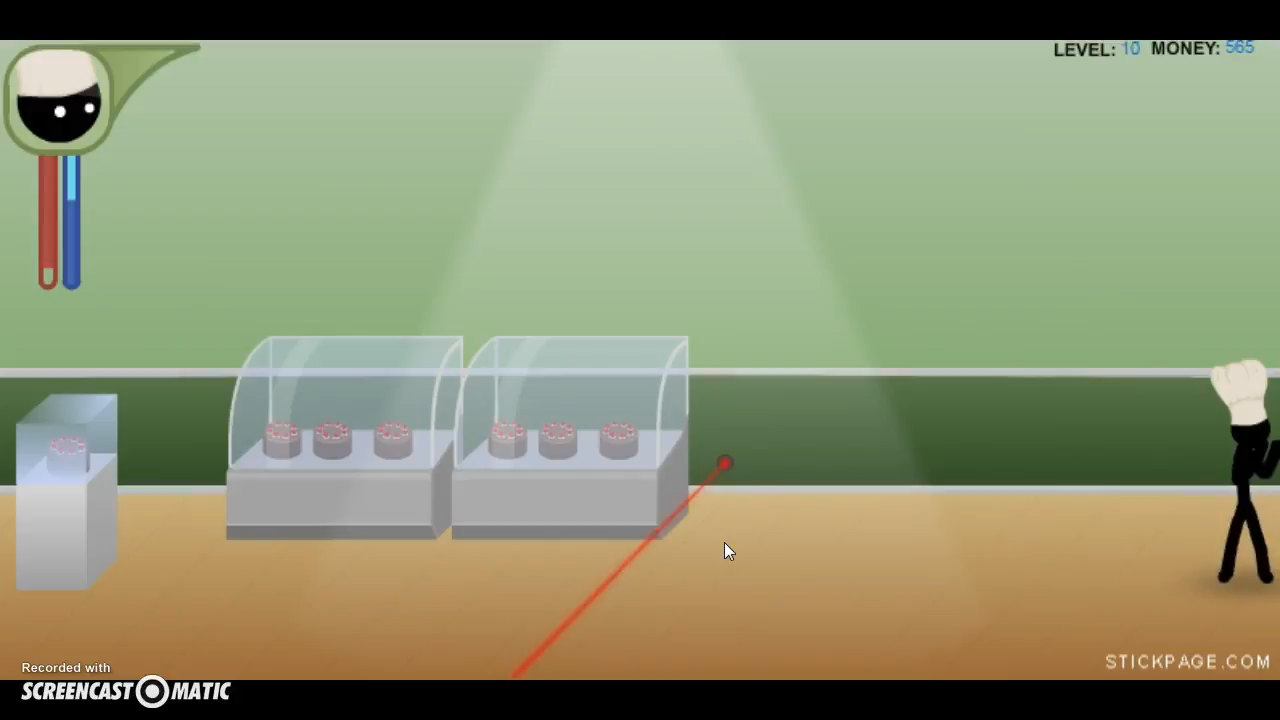 LEVEL: 10 MONEY: 565
STICKPAGE.COM
Recorded with
SCREENCAST O MATIC